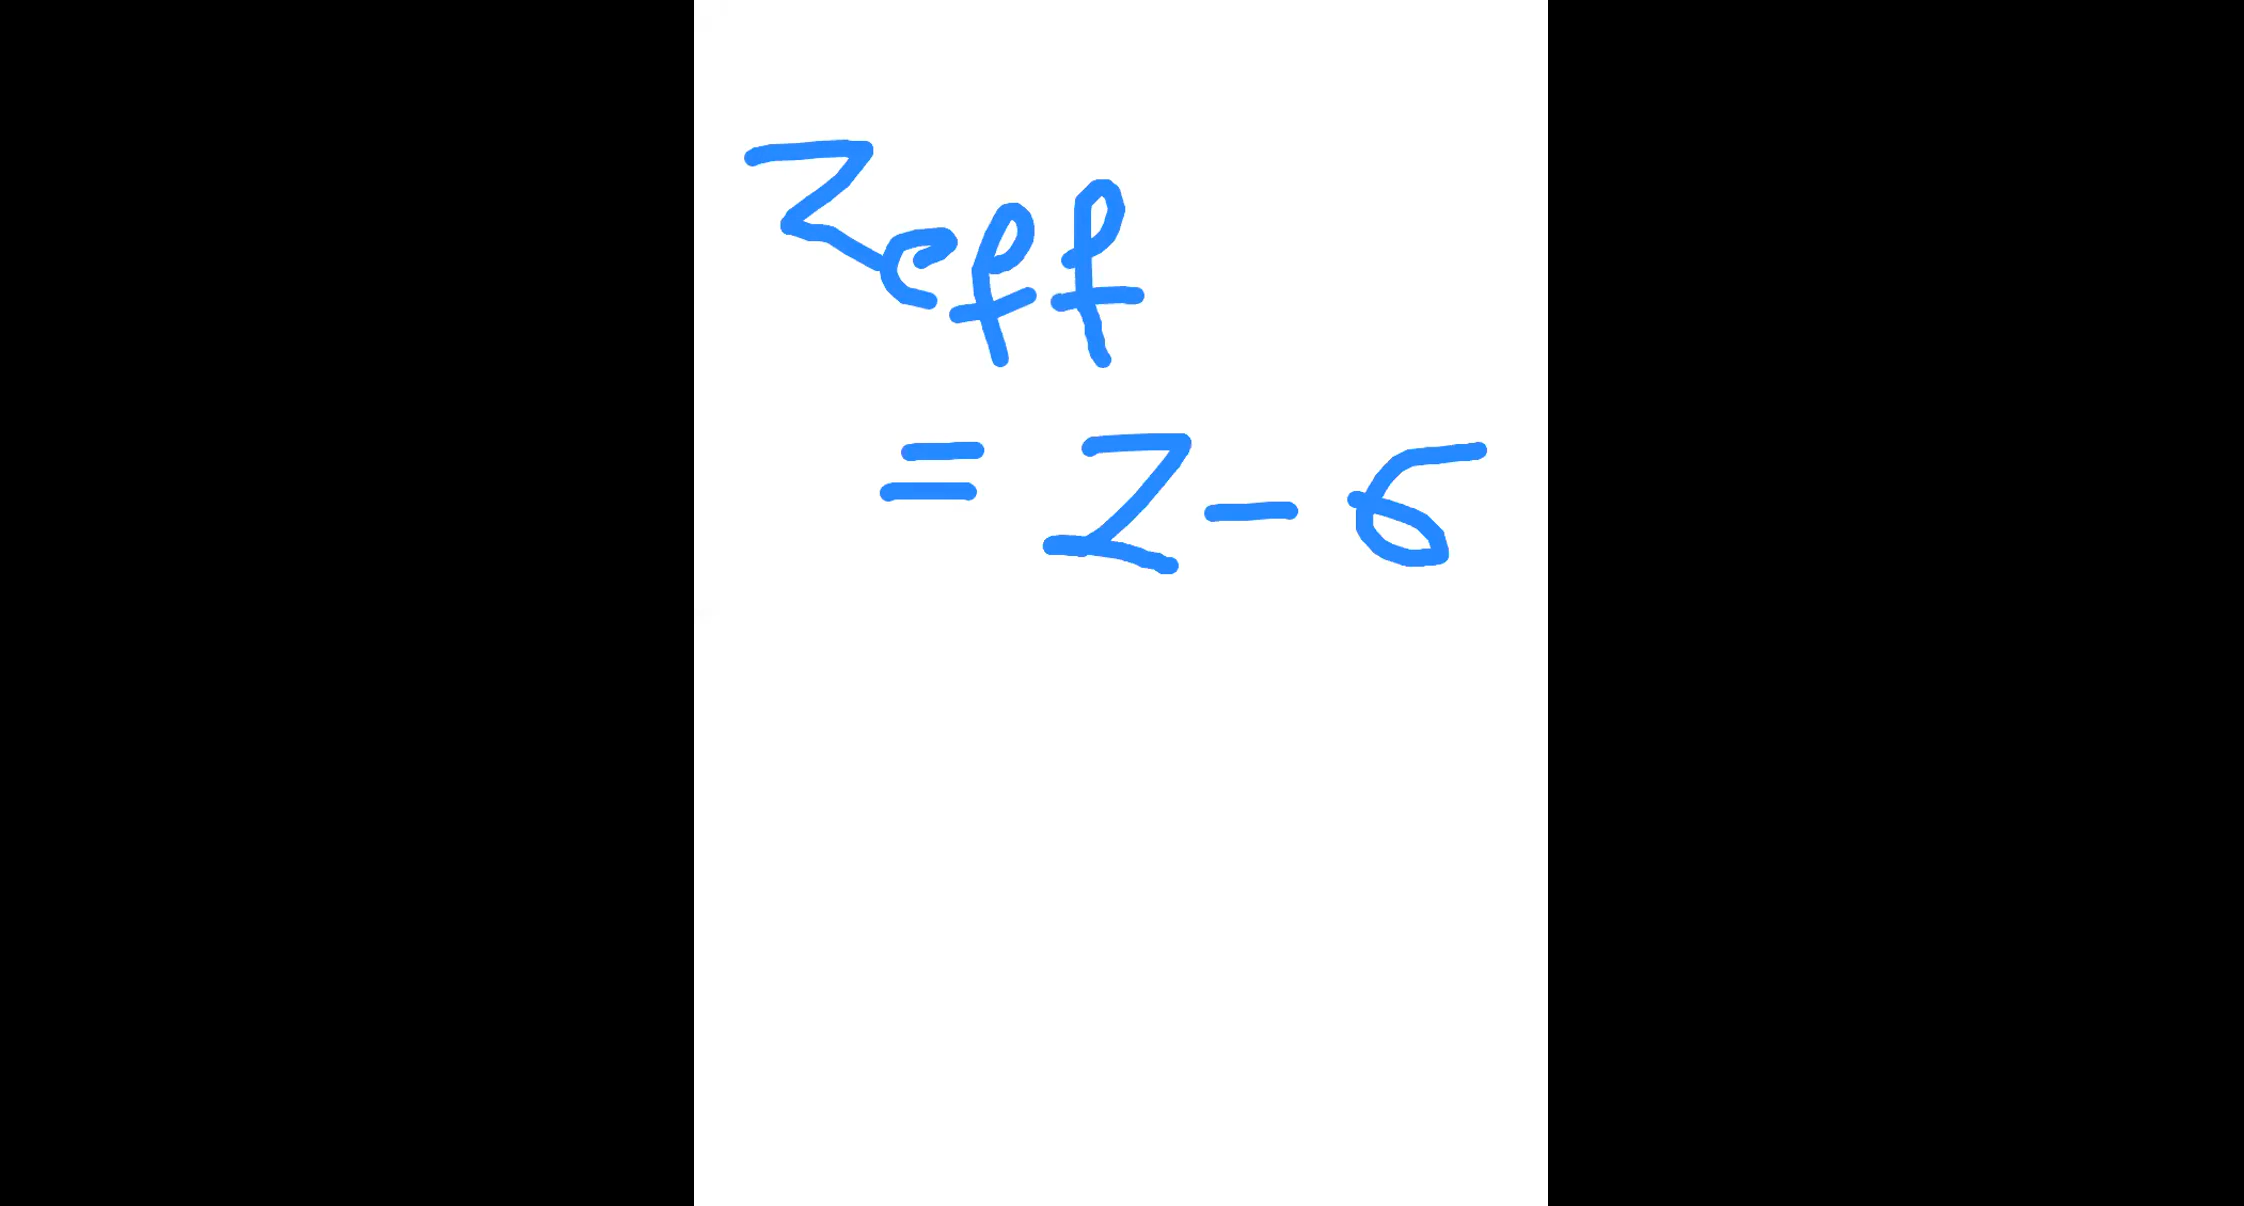 Zeff
= Z - σ